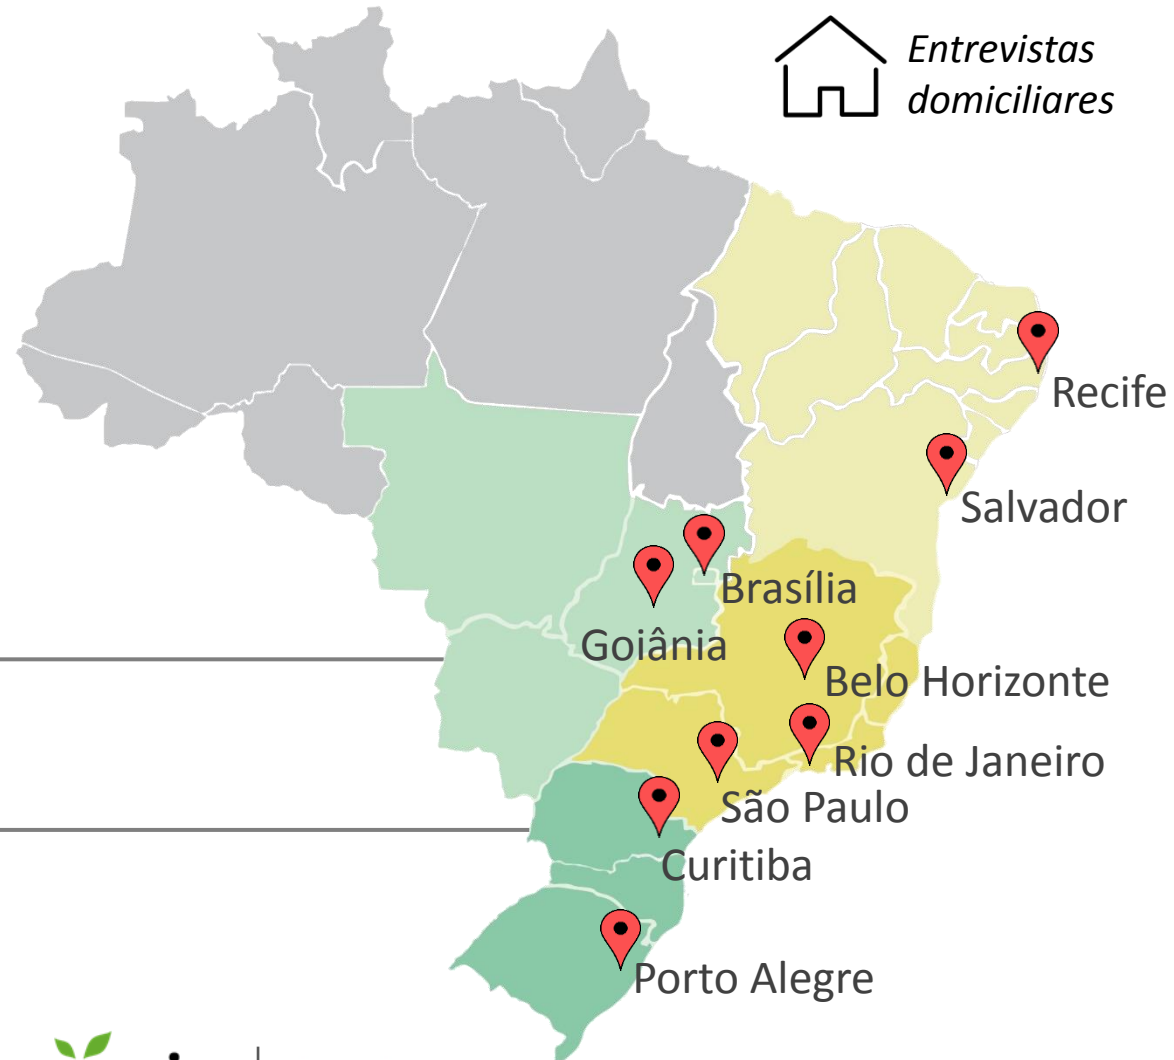 Entrevistas
domiciliares
Recife
Salvador
Brasília
Goiânia
Belo Horizonte
Rio de Janeiro
São Paulo
Curitiba
Porto Alegre